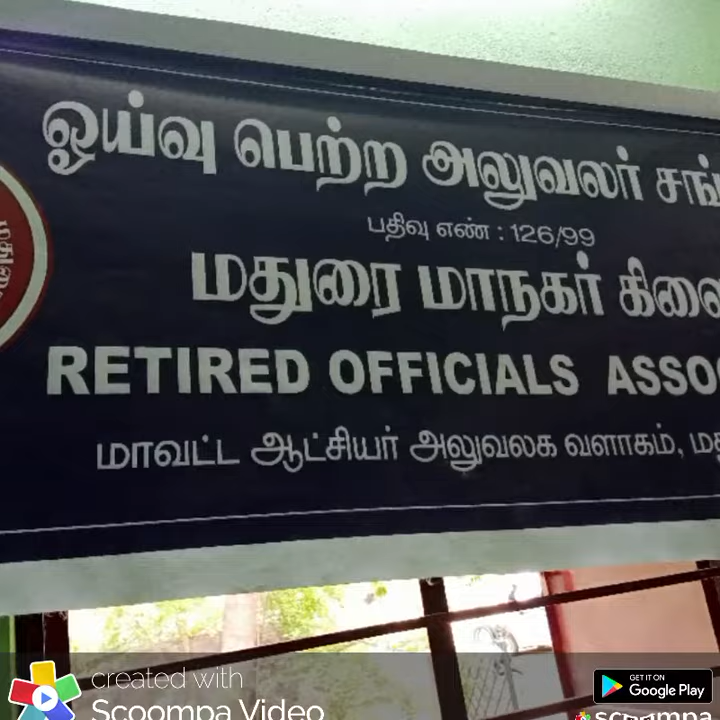 ஓய்வு பெற்ற அலுவலர் சங்
பதிவு எண் : 126/99
மதுரை மாநகர் கிளை
RETIRED OFFICIALS ASSO
மாவட்ட ஆட்சியர் அலுவலக வளாகம், ம
created with
Scoompa Video
GET IT ON
Google Play
scoompa